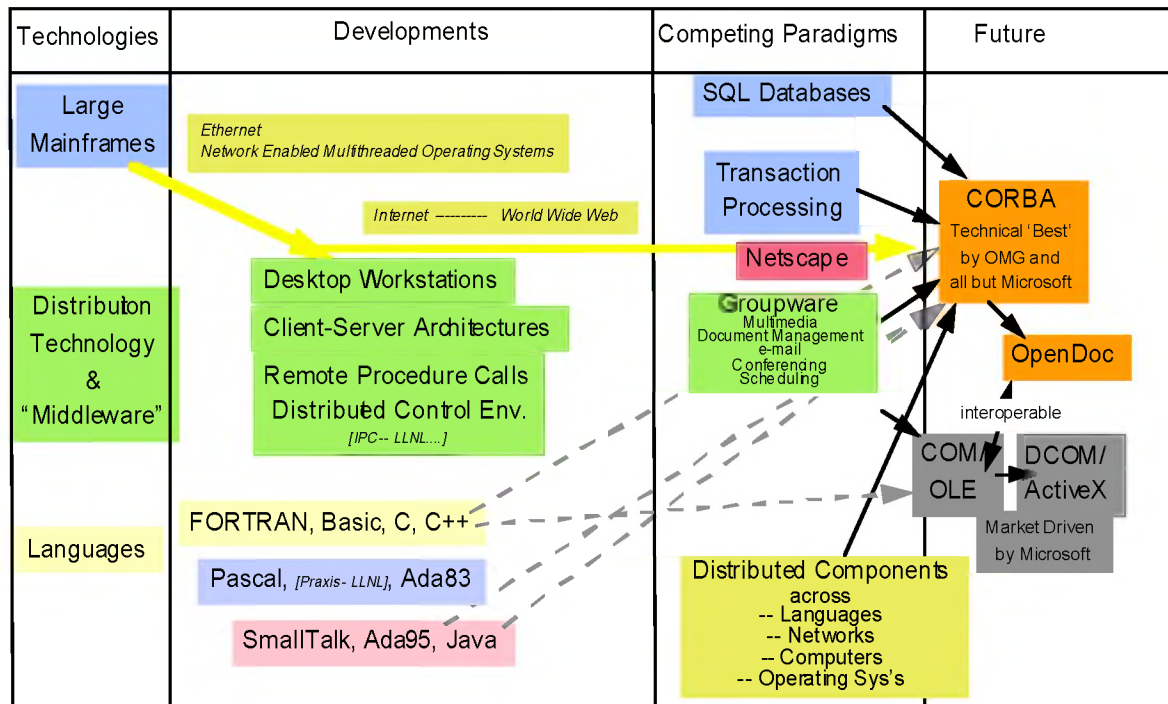 Technologies
Developments
Competing Paradigms
Future
Large
Mainframes
Distribution
Technology
&
“Middleware”
Languages
Ethernet
Network Enabled Multithreaded Operating Systems
Internet --------- World Wide Web
Desktop Workstations
Client-Server Architectures
Remote Procedure Calls
Distributed Control Env.
[IPC-- LLNL....]
FORTRAN, Basic, C, C++
Pascal, [Praxis- LLNL], Ada83
SmallTalk, Ada95, Java
SQL Databases
Transaction
Processing
Netscape
Groupware
Multimedia
Document Management
e-mail
Conferencing
Scheduling
Distributed Components
across
-- Languages
-- Networks
-- Computers
-- Operating Sys's
CORBA
Technical ‘Best’
by OMG and
all but Microsoft
OpenDoc
interoperable
COM/
OLE
DCOM/
ActiveX
Market Driven
by Microsoft